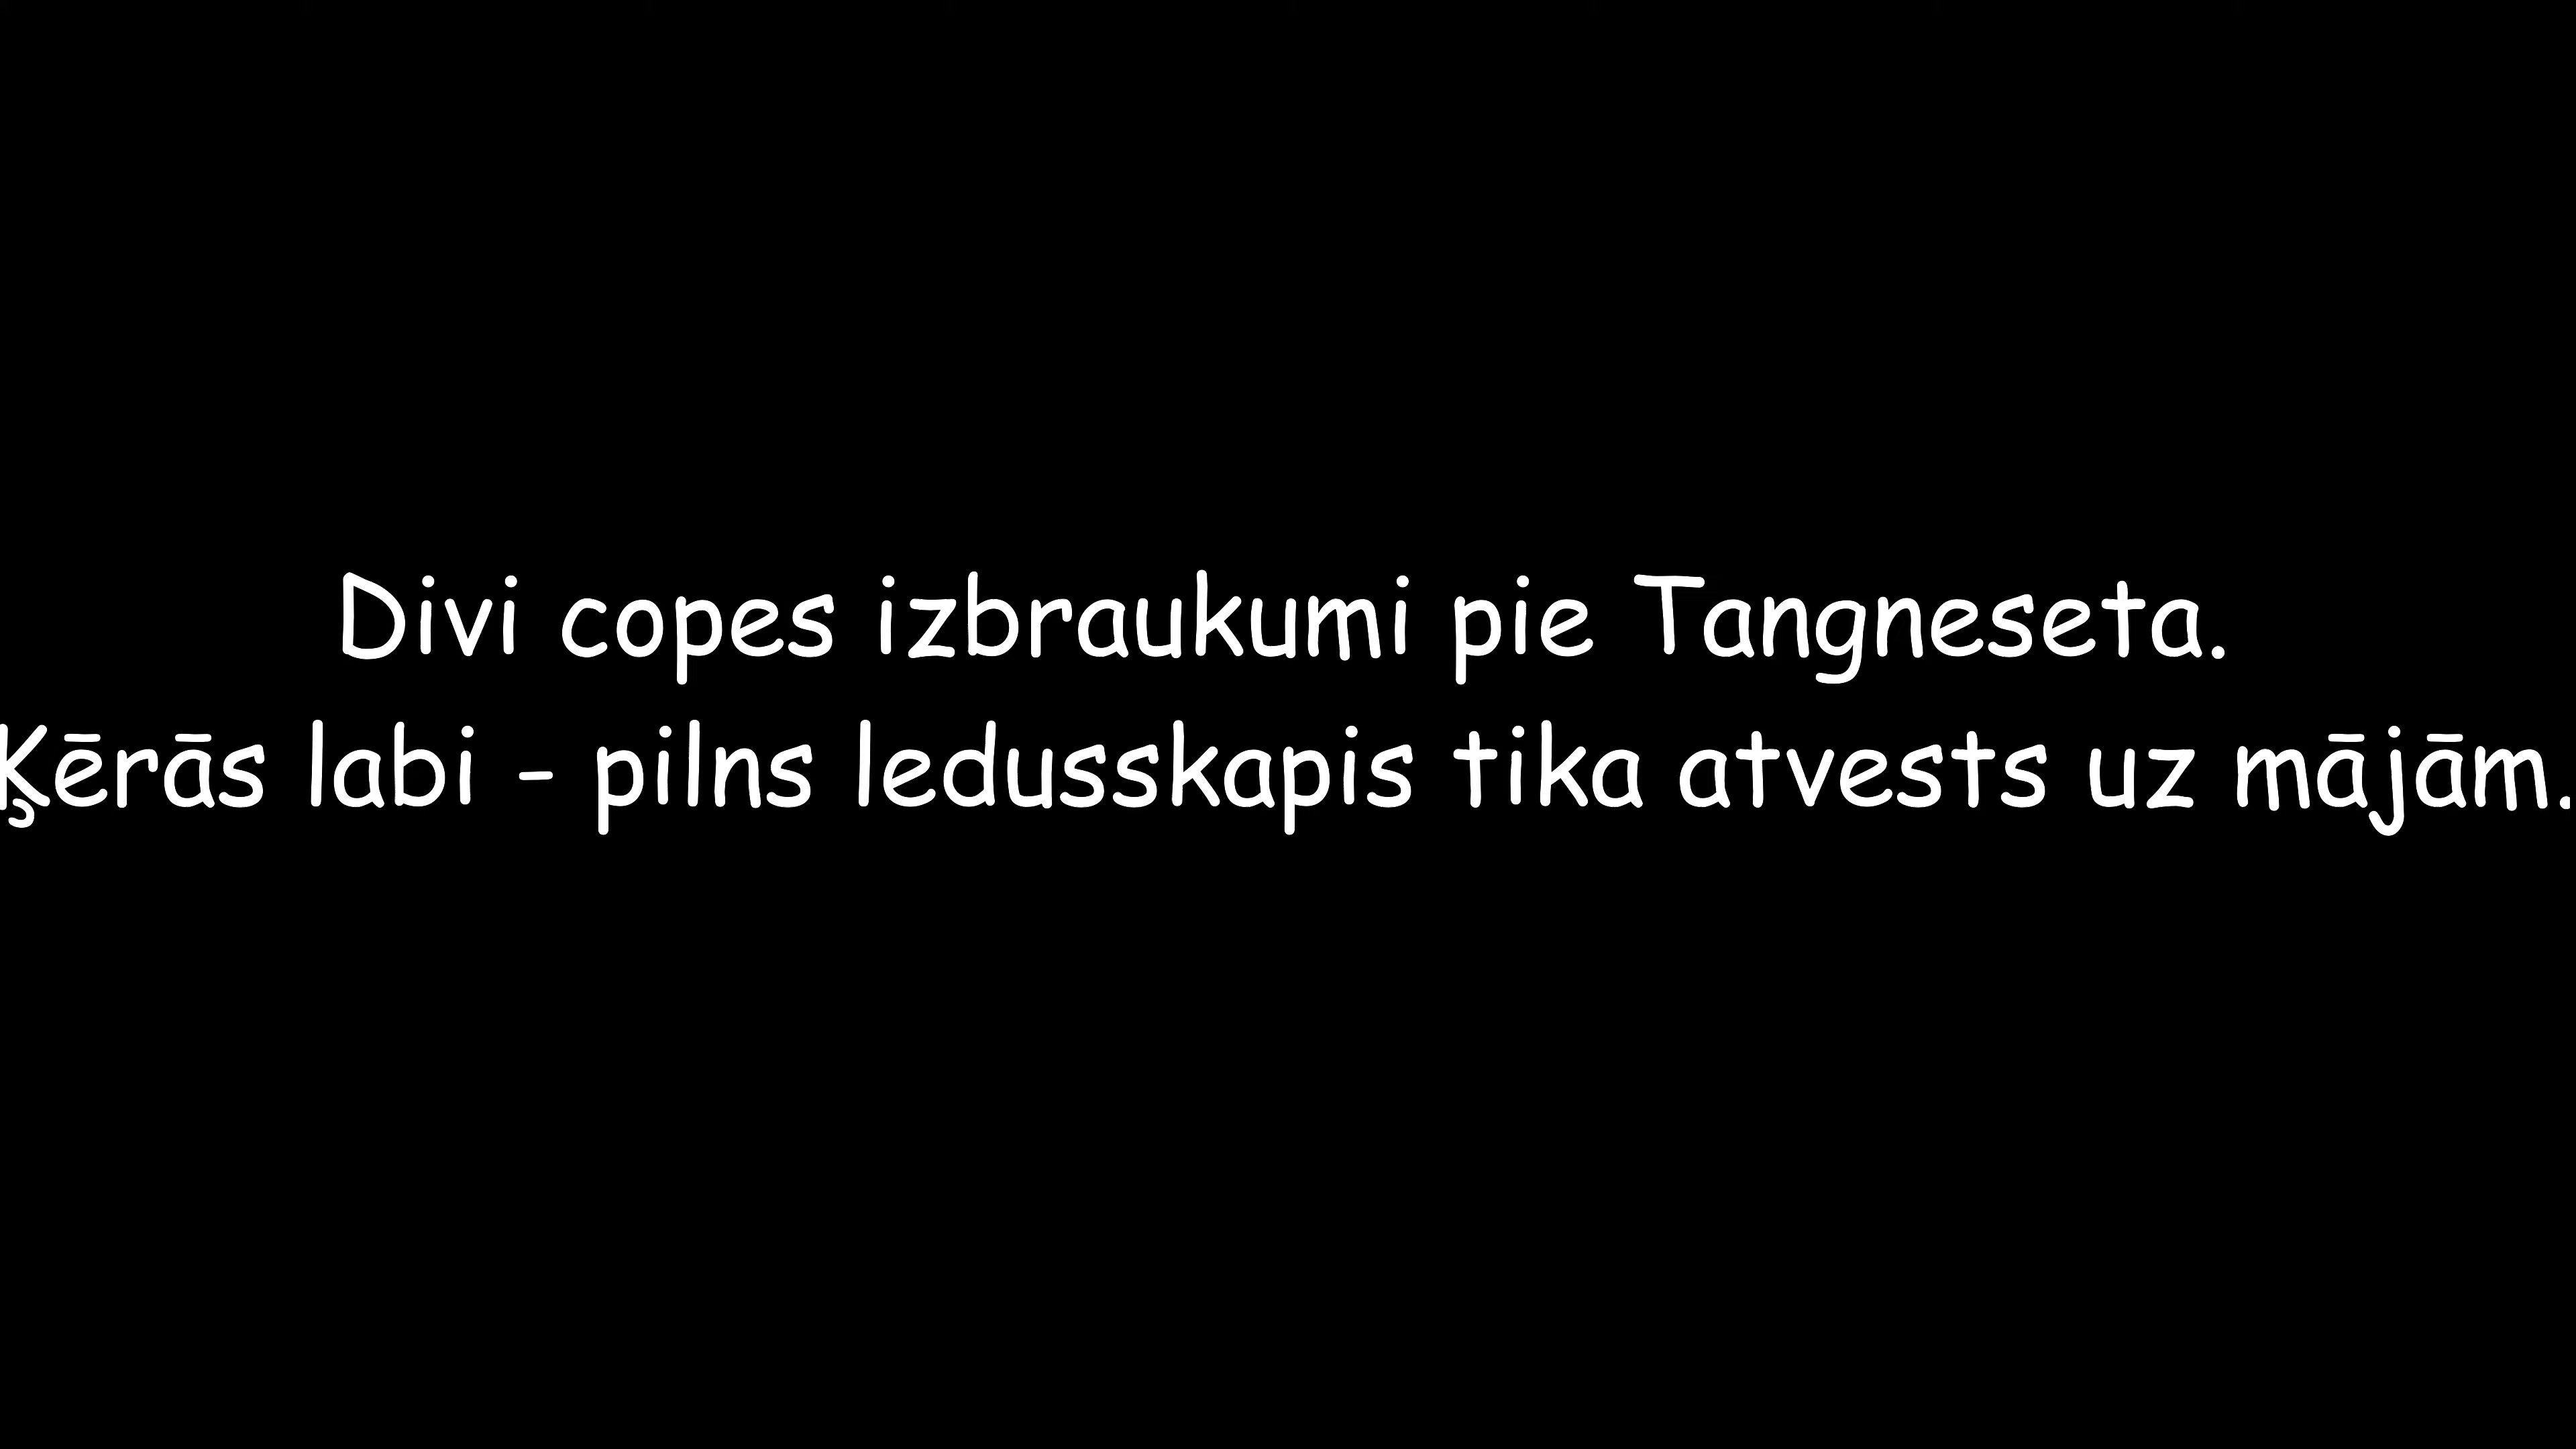 Divi copes izbraukumi pie Tangneseta.
Ķērās labi - pilns ledusskapis tika atvests uz mājām.